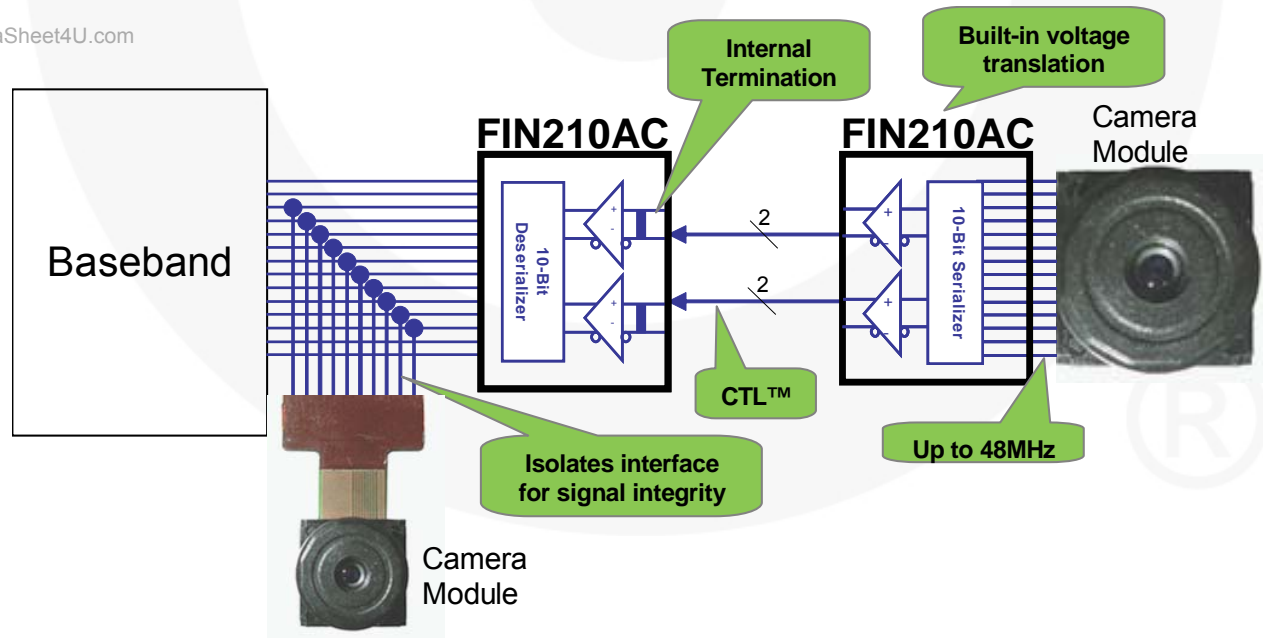 aSheet4U.com
Internal
Termination
Built-in voltage
translation
FIN210AC
FIN210AC
Camera
Module
Baseband
10-Bit
Deserializer
+
-
+
-
2
2
+
-
+
-
10-Bit Serializer
CTL™
Up to 48MHz
Isolates interface
for signal integrity
Camera
Module
®